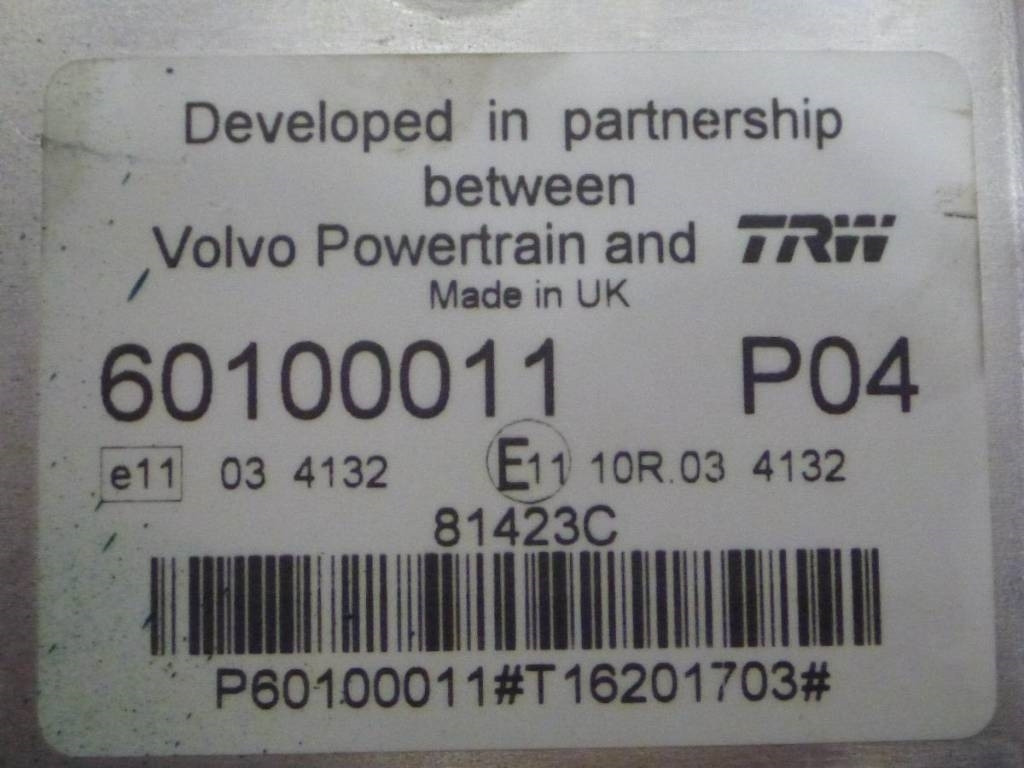 Developed in partnership
between
Volvo Powertrain and TRW
Made in UK
60100011 P04
e11 03 4132 E11 10R.03 4132
81423C
P60100011#T16201703#